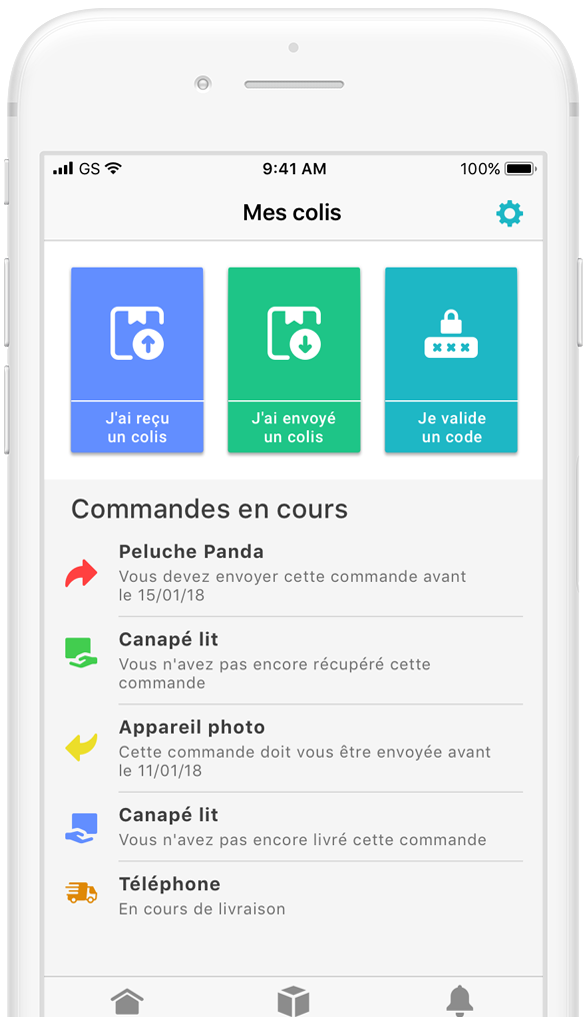 GS 9:41 AM 100%
Mes colis
J'ai reçu
un colis
J'ai envoyé
un colis
Je valide
un code
Commandes en cours
Peluche Panda
Vous devez envoyer cette commande avant
le 15/01/18
Canapé lit
Vous n'avez pas encore récupéré cette
commande
Appareil photo
Cette commande doit vous être envoyée avant
le 11/01/18
Canapé lit
Vous n'avez pas encore livré cette commande
Téléphone
En cours de livraison